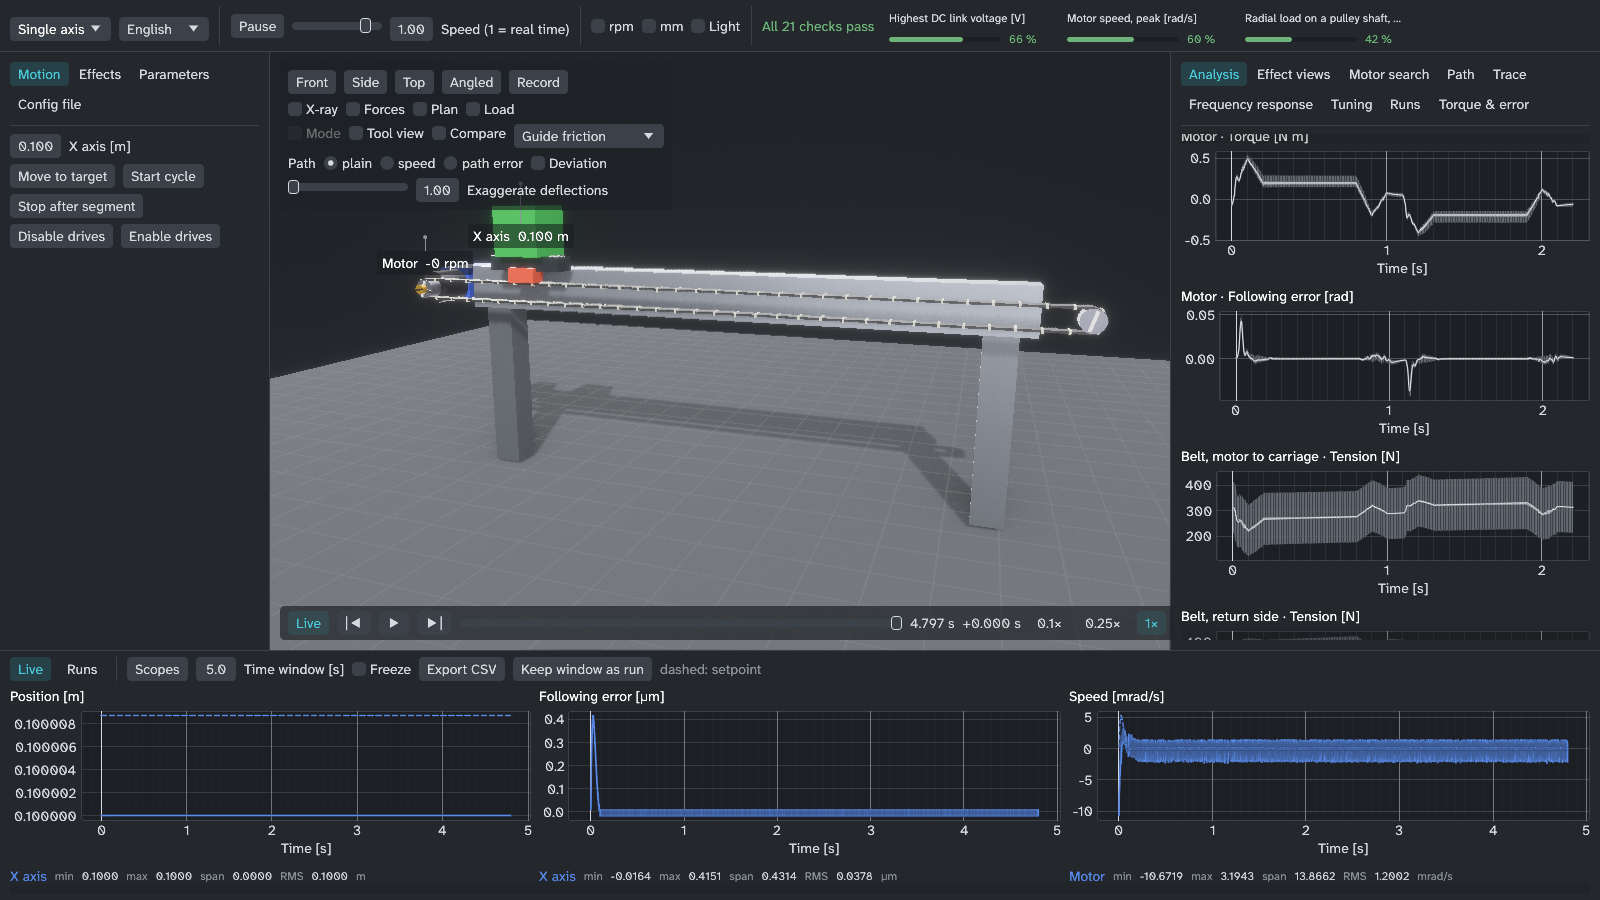 Single axis
English
Pause
1.00
Speed (1 = real time)
rpm
mm
Light
All 21 checks pass
Highest DC link voltage [V]
66 %
Motor speed, peak [rad/s]
60 %
Radial load on a pulley shaft, ...
42 %
Motion
Effects
Parameters
Config file
0.100
X axis [m]
Move to target
Start cycle
Stop after segment
Disable drives
Enable drives
Front
Side
Top
Angled
Record
X-ray
Forces
Plan
Load
Mode
Tool view
Compare
Guide friction
Path
plain
speed
path error
Deviation
1.00
Exaggerate deflections
X axis 0.100 m
Motor -0 rpm
Live
4.797 s +0.000 s
0.1×
0.25×
1×
Analysis
Effect views
Motor search
Path
Trace
Frequency response
Tuning
Runs
Torque & error
Motor · Torque [N m]
0.5
0.0
-0.5
0
1
2
Time [s]
Motor · Following error [rad]
0.05
0.00
0
1
2
Time [s]
Belt, motor to carriage · Tension [N]
400
300
200
0
1
2
Time [s]
Belt, return side · Tension [N]
Live
Runs
Scopes
5.0
Time window [s]
Freeze
Export CSV
Keep window as run
dashed: setpoint
Position [m]
0.100008
0.100006
0.100004
0.100002
0.100000
0
1
2
3
4
5
Time [s]
X axis min 0.1000 max 0.1000 span 0.0000 RMS 0.1000 m
Following error [µm]
0.4
0.3
0.2
0.1
0.0
0
1
2
3
4
5
Time [s]
X axis min -0.0164 max 0.4151 span 0.4314 RMS 0.0378 µm
Speed [mrad/s]
5
0
-5
-10
0
1
2
3
4
5
Time [s]
Motor min -10.6719 max 3.1943 span 13.8662 RMS 1.2002 mrad/s